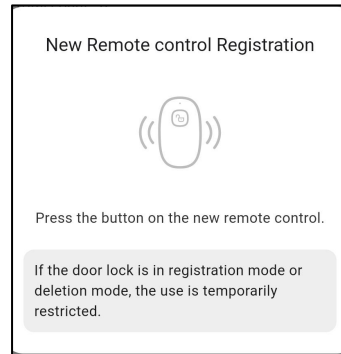 New Remote control Registration
Press the button on the new remote control.
If the door lock is in registration mode or
deletion mode, the use is temporarily
restricted.